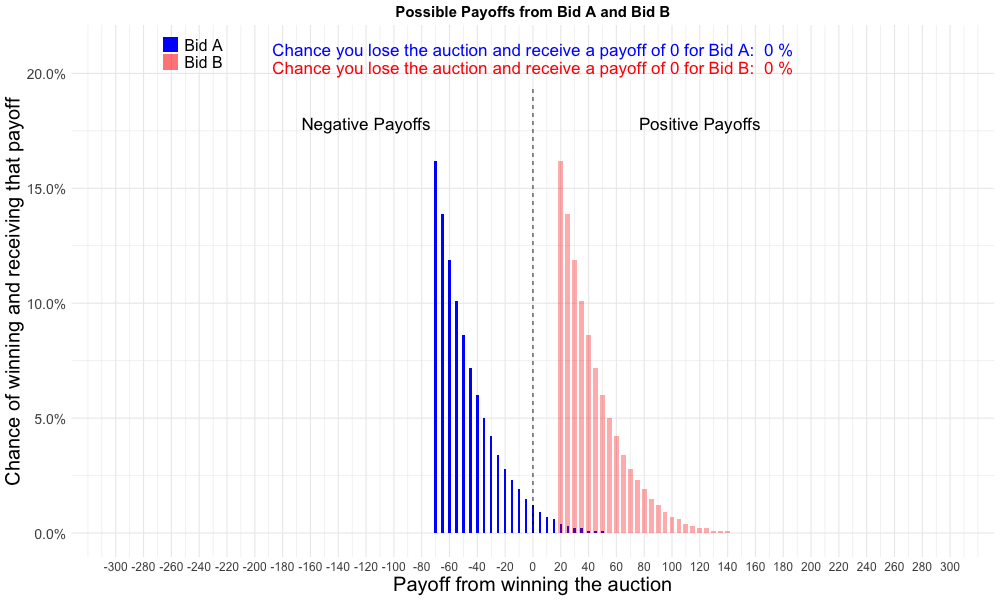 Possible Payoffs from Bid A and Bid B
Bid A
Bid B
Chance you lose the auction and receive a payoff of 0 for Bid A:  0 %
Chance you lose the auction and receive a payoff of 0 for Bid B:  0 %
Negative Payoffs
Positive Payoffs
Chance of winning and receiving that payoff
20.0%
15.0%
10.0%
5.0%
0.0%
-300 -280 -260 -240 -220 -200 -180 -160 -140 -120 -100 -80 -60 -40 -20 0 20 40 60 80 100 120 140 160 180 200 220 240 260 280 300
Payoff from winning the auction